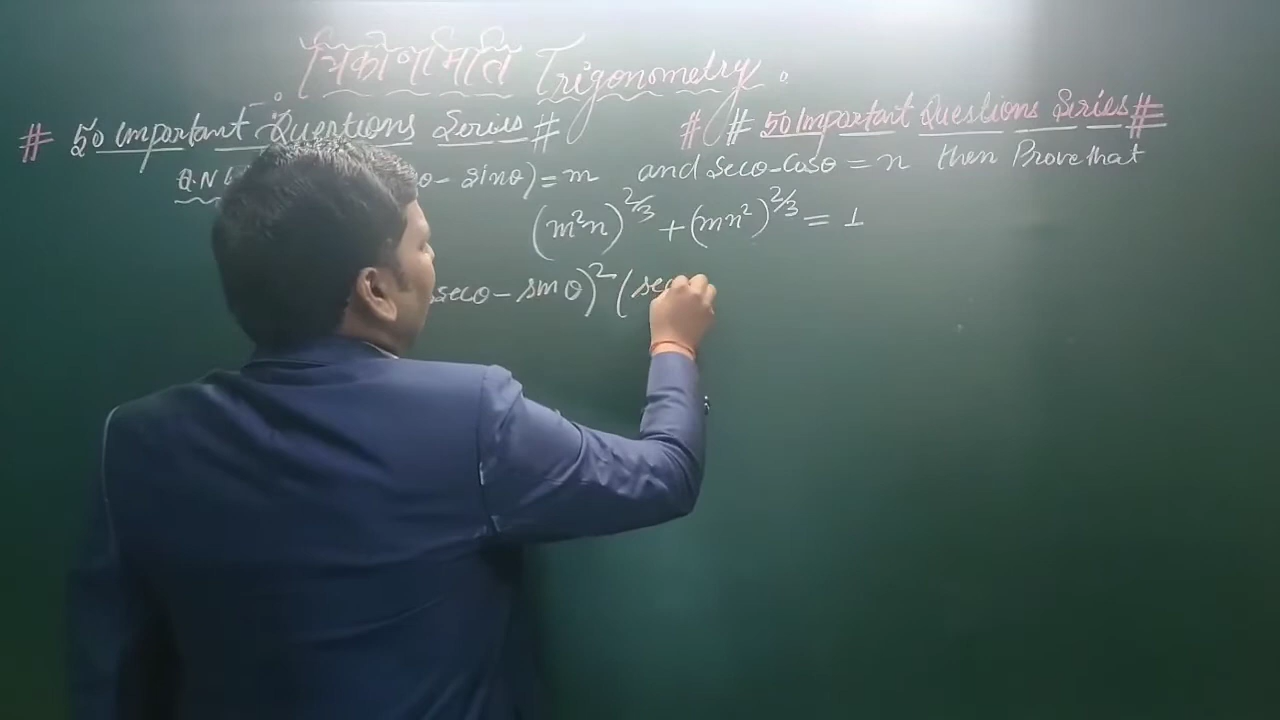 त्रिकोणमिति Trigonometry
# 50 Important Questions Series #
# # 50 Important Questions Series #
Q.N - sinθ) = m and secθ - Cosθ = n then Prove that
(m²n)^2/3 + (mn²)^2/3 = 1
secθ - sinθ)² (sec